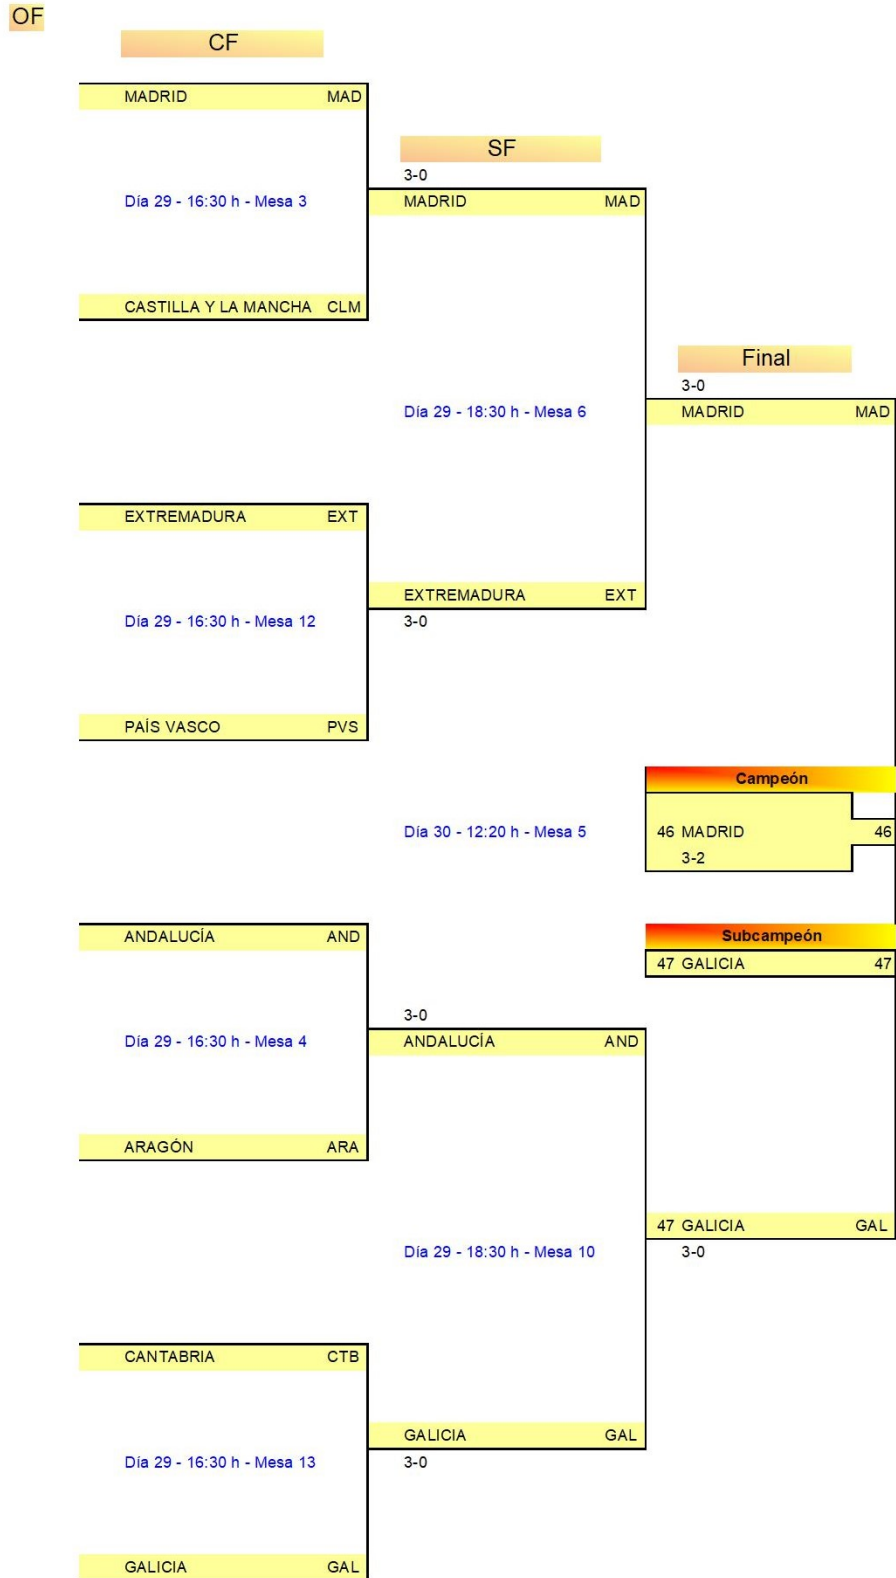 OF
CF
MADRID MAD
SF
3-0
Día 29 - 16:30 h - Mesa 3
MADRID MAD
CASTILLA Y LA MANCHA CLM
Final
3-0
Día 29 - 18:30 h - Mesa 6
MADRID MAD
EXTREMADURA EXT
EXTREMADURA EXT
Día 29 - 16:30 h - Mesa 12
3-0
PAÍS VASCO PVS
Campeón
Día 30 - 12:20 h - Mesa 5
46 MADRID 46
3-2
ANDALUCÍA AND
Subcampeón
47 GALICIA 47
3-0
Día 29 - 16:30 h - Mesa 4
ANDALUCÍA AND
ARAGÓN ARA
47 GALICIA GAL
Día 29 - 18:30 h - Mesa 10
3-0
CANTABRIA CTB
GALICIA GAL
Día 29 - 16:30 h - Mesa 13
3-0
GALICIA GAL